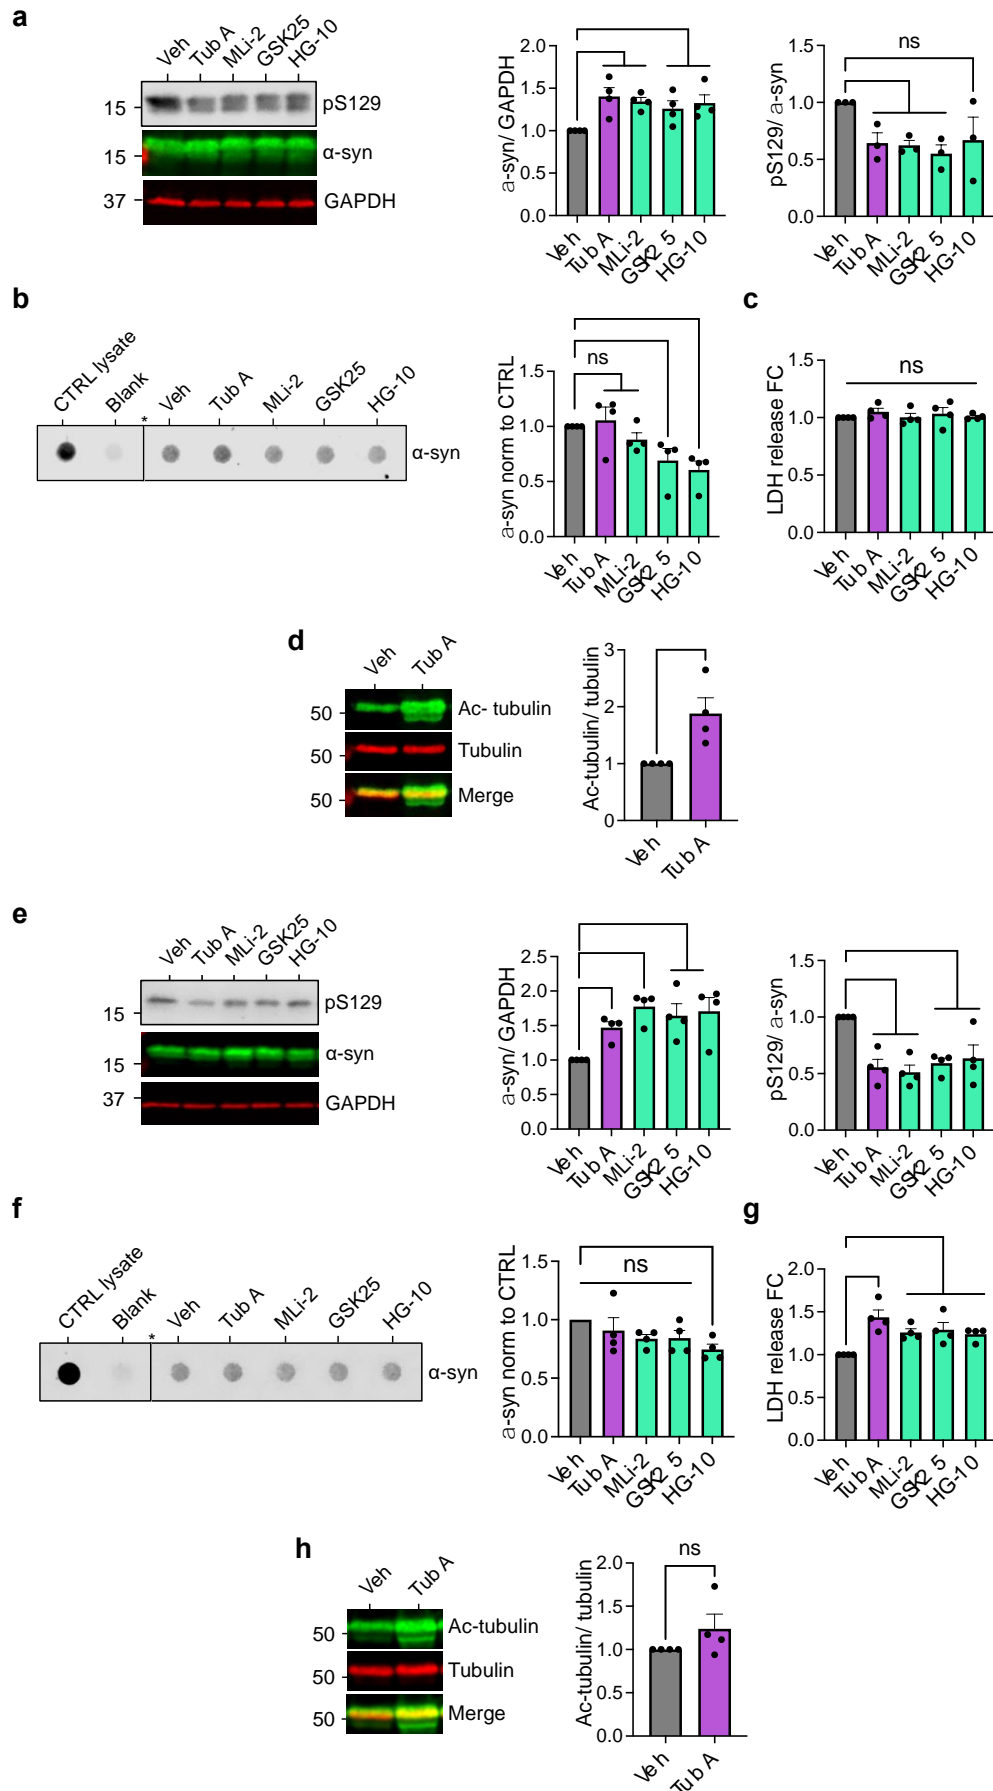 a
Veh
Tub A
MLi-2
GSK25
HG-10
15
pS129
15
α-syn
37
GAPDH
a-syn/ GAPDH
2.0
1.5
1.0
0.5
0.0
Veh
Tub A
MLi-2
GSK2 5
HG-10
pS129/ a-syn
ns
1.5
1.0
0.5
0.0
Veh
Tub A
MLi-2
GSK2 5
HG-10
b
CTRL lysate
Blank
*
Veh
Tub A
MLi-2
GSK25
HG-10
α-syn
a-syn norm to CTRL
ns
1.5
1.0
0.5
0.0
Veh
Tub A
MLi-2
GSK2 5
HG-10
c
LDH release FC
ns
1.5
1.0
0.5
0.0
Veh
Tub A
MLi-2
GSK2 5
HG-10
d
Veh
Tub A
50
Ac- tubulin
50
Tubulin
50
Merge
Ac-tubulin/ tubulin
3
2
1
0
Veh
Tub A
e
Veh
Tub A
MLi-2
GSK25
HG-10
15
pS129
15
α-syn
37
GAPDH
a-syn/ GAPDH
2.5
2.0
1.5
1.0
0.5
0.0
Veh
Tub A
MLi-2
GSK2 5
HG-10
pS129/ a-syn
1.5
1.0
0.5
0.0
Veh
Tub A
MLi-2
GSK2 5
HG-10
f
CTRL lysate
Blank
*
Veh
Tub A
MLi-2
GSK25
HG-10
α-syn
a-syn norm to CTRL
ns
1.5
1.0
0.5
0.0
Veh
Tub A
MLi-2
GSK2 5
HG-10
g
LDH release FC
2.0
1.5
1.0
0.5
0.0
Veh
Tub A
MLi-2
GSK2 5
HG-10
h
Veh
Tub A
50
Ac-tubulin
50
Tubulin
50
Merge
Ac-tubulin/ tubulin
ns
2.0
1.5
1.0
0.5
0.0
Veh
Tub A